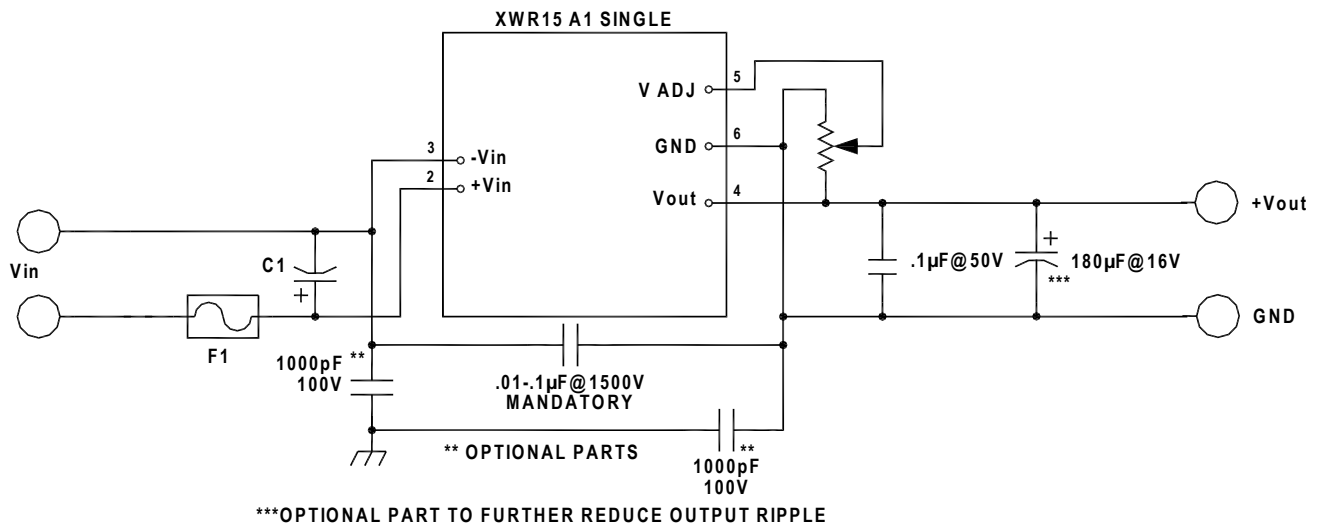 XWR15 A1 SINGLE
V ADJ
5
GND
6
Vout
4
3
-Vin
2
+Vin
Vin
C1
+
F1
+Vout
.1µF@50V
+
180µF@16V
***
GND
1000pF **
100V
.01-.1µF@1500V
MANDATORY
** OPTIONAL PARTS
**
1000pF
100V
***OPTIONAL PART TO FURTHER REDUCE OUTPUT RIPPLE